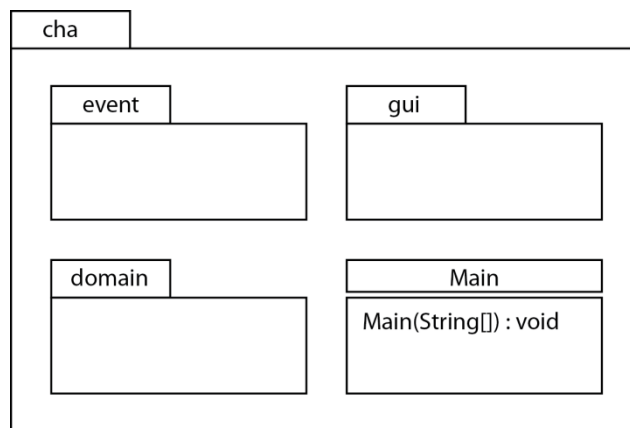 cha
event
gui
domain
Main
Main(String[]) : void